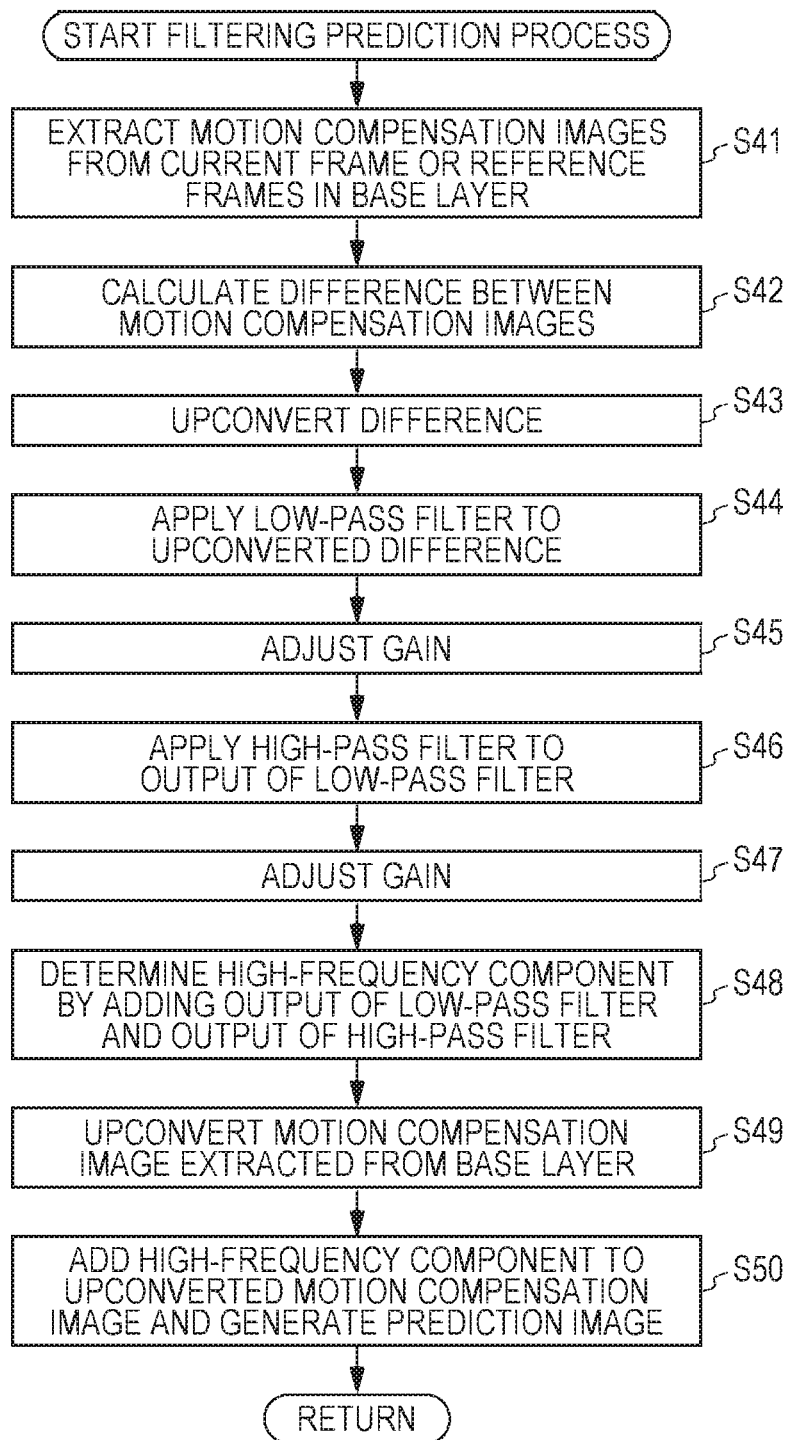 START FILTERING PREDICTION PROCESS
EXTRACT MOTION COMPENSATION IMAGES
FROM CURRENT FRAME OR REFERENCE
FRAMES IN BASE LAYER
S41
CALCULATE DIFFERENCE BETWEEN
MOTION COMPENSATION IMAGES
S42
UPCONVERT DIFFERENCE
S43
APPLY LOW-PASS FILTER TO
UPCONVERTED DIFFERENCE
S44
ADJUST GAIN
S45
APPLY HIGH-PASS FILTER TO
OUTPUT OF LOW-PASS FILTER
S46
ADJUST GAIN
S47
DETERMINE HIGH-FREQUENCY COMPONENT
BY ADDING OUTPUT OF LOW-PASS FILTER
AND OUTPUT OF HIGH-PASS FILTER
S48
UPCONVERT MOTION COMPENSATION
IMAGE EXTRACTED FROM BASE LAYER
S49
ADD HIGH-FREQUENCY COMPONENT TO
UPCONVERTED MOTION COMPENSATION
IMAGE AND GENERATE PREDICTION IMAGE
S50
RETURN